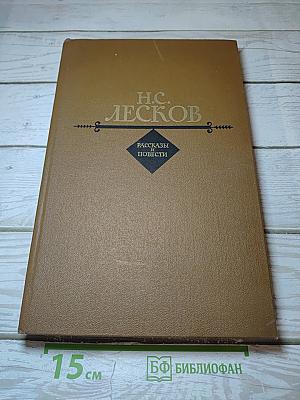 Н.С.
ЛЕСКОВ
РАССКАЗЫ
И
ПОВЕСТИ
15 см
БФ БИБЛИОФАН